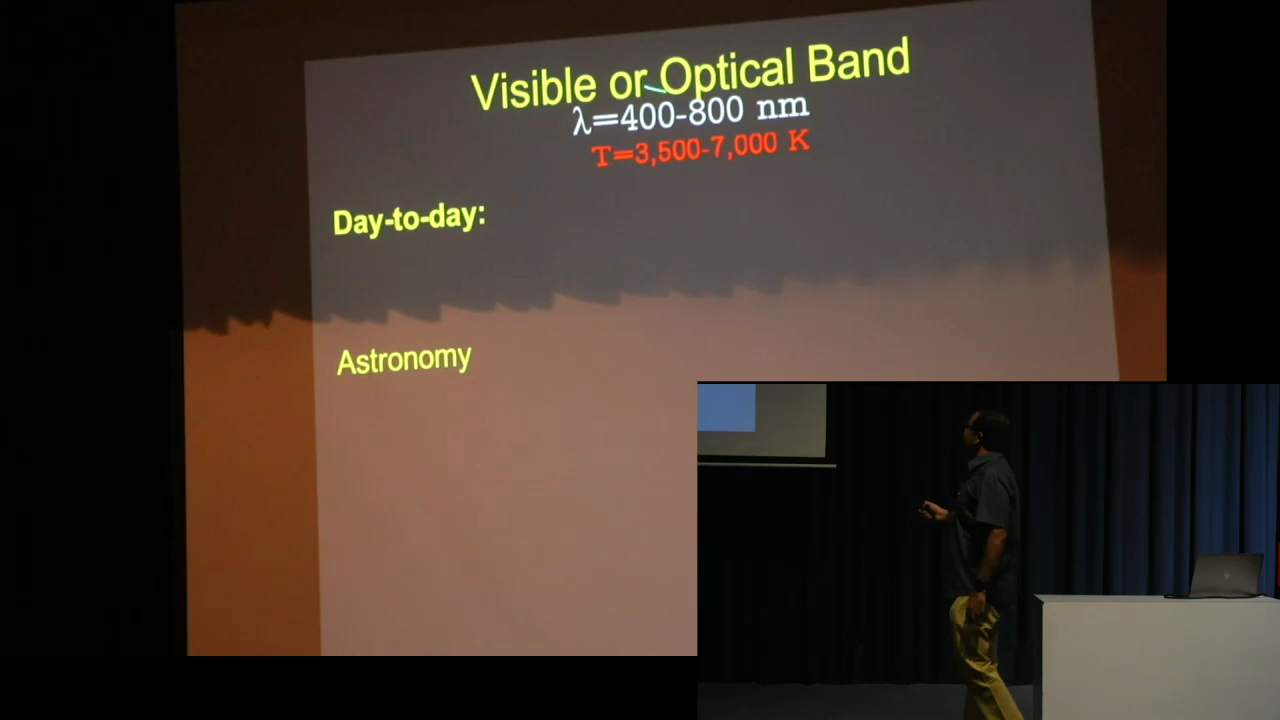 Visible or Optical Band
λ=400-800 nm
T=3,500-7,000 K
Day-to-day:
Astronomy